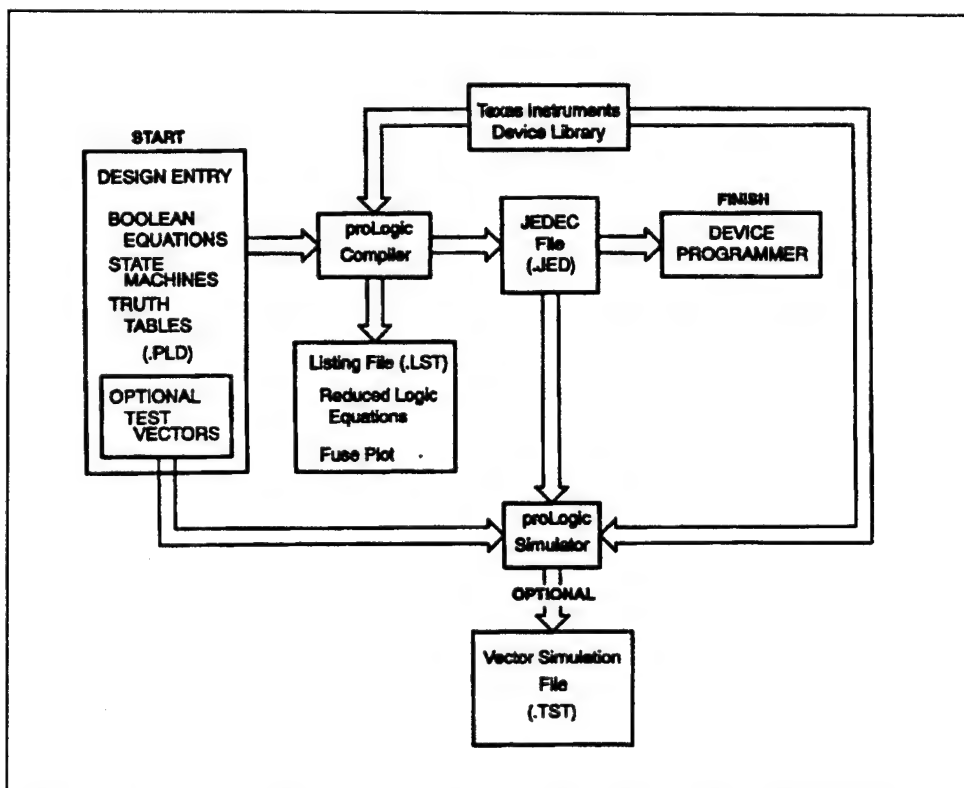 Texas Instruments
Device Library
START
DESIGN ENTRY
BOOLEAN
EQUATIONS
STATE
MACHINES
TRUTH
TABLES
(.PLD)
OPTIONAL
TEST
VECTORS
proLogic
Compiler
JEDEC
File
(.JED)
FINISH
DEVICE
PROGRAMMER
Listing File (.LST)
Reduced Logic
Equations
Fuse Plot
proLogic
Simulator
OPTIONAL
Vector Simulation
File
(.TST)